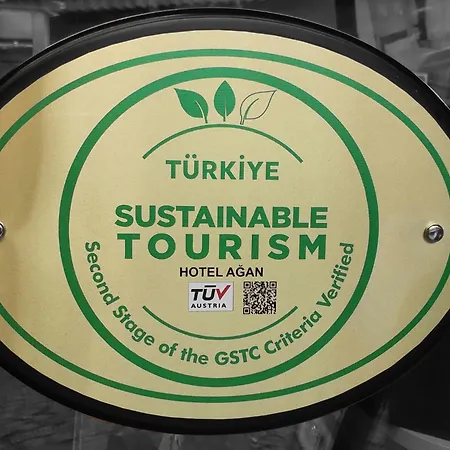 TÜRKİYE
SUSTAINABLE
TOURISM
HOTEL AĞAN
TÜV
AUSTRIA
Second Stage of the GSTC Criteria Verified